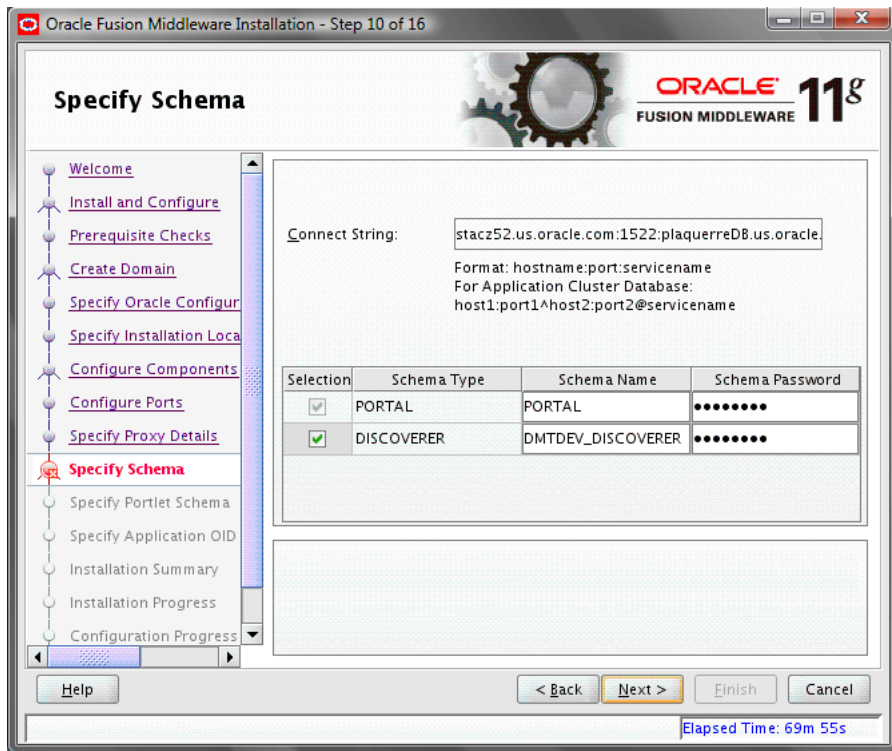 Oracle Fusion Middleware Installation - Step 10 of 16
Specify Schema
ORACLE
FUSION MIDDLEWARE 11g
Welcome
Install and Configure
Prerequisite Checks
Create Domain
Specify Oracle Configur
Specify Installation Loca
Configure Components
Configure Ports
Specify Proxy Details
Specify Schema
Specify Portlet Schema
Specify Application OID
Installation Summary
Installation Progress
Configuration Progress
Connect String: stacz52.us.oracle.com:1522:plaquerreDB.us.oracle.
Format: hostname:port:servicename
For Application Cluster Database:
host1:port1^host2:port2@servicename
Selection Schema Type Schema Name Schema Password
PORTAL PORTAL ••••••••
DISCOVERER DMTDEV_DISCOVERER ••••••••
Help < Back Next > Finish Cancel
Elapsed Time: 69m 55s